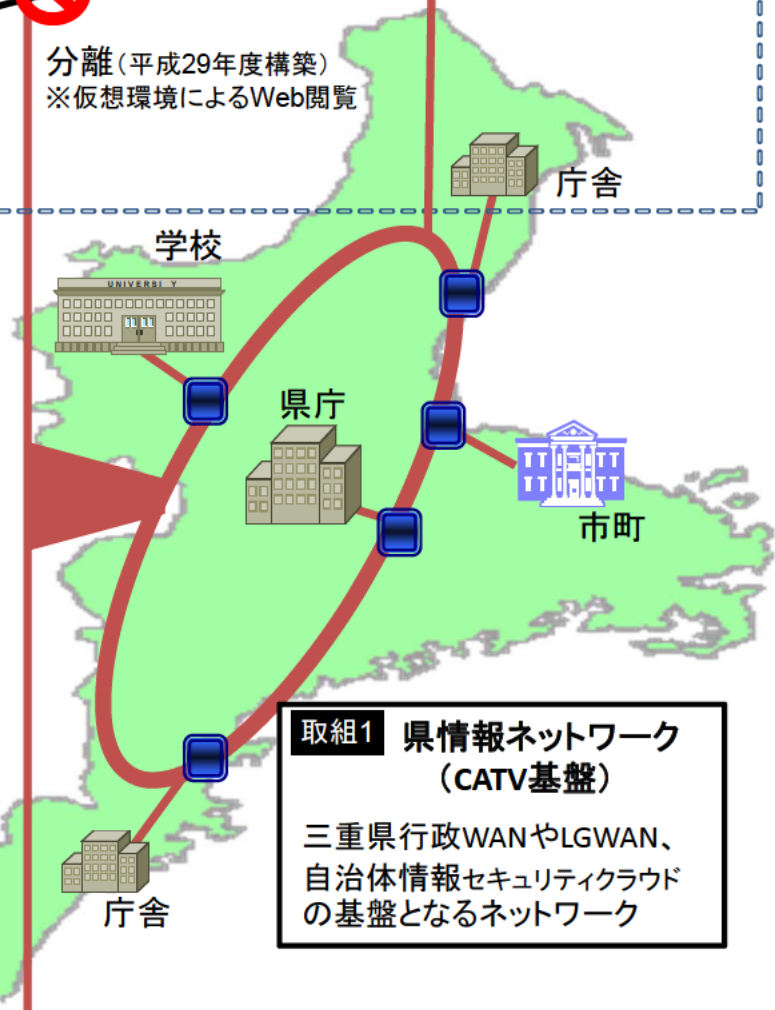 分離(平成29年度構築)
※仮想環境によるWeb閲覧
庁舎
学校
UNIVERSI Y
県庁
市町
取組1 県情報ネットワーク
(CATV基盤)
三重県行政WANやLGWAN、
自治体情報セキュリティクラウド
の基盤となるネットワーク
庁舎